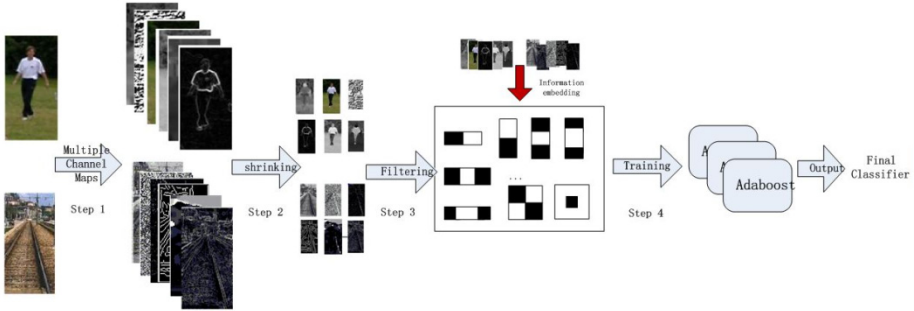 Multiple
Channel
Maps
Step 1
shrinking
Step 2
Filtering
Step 3
Information
embedding
...
Training
Step 4
A
A
Adaboost
Output
Final
Classifier